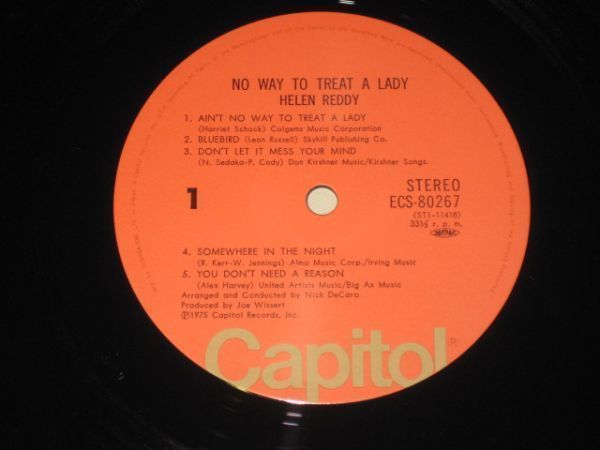 NO WAY TO TREAT A LADY
HELEN REDDY
1. AIN'T NO WAY TO TREAT A LADY
(Harriet Schock) Colgems Music Corporation
2. BLUEBIRD (Leon Russell) Skyhill Publishing Co.
3. DON'T LET IT MESS YOUR MIND
(N. Sedaka-P. Cody) Don Kirshner Music/Kirshner Songs.
1
STEREO
ECS-80267
(ST1-11418)
33⅓ r. p. m.
4. SOMEWHERE IN THE NIGHT
(R. Kerr-W. Jennings) Alma Music Corp./Irving Music
5. YOU DON'T NEED A REASON
(Alex Harvey) United Artists Music/Big Ax Music
Arranged and Conducted by Nick DeCaro
Produced by Joe Wissert
Ⓟ1975 Capitol Records, Inc.
Capitol®